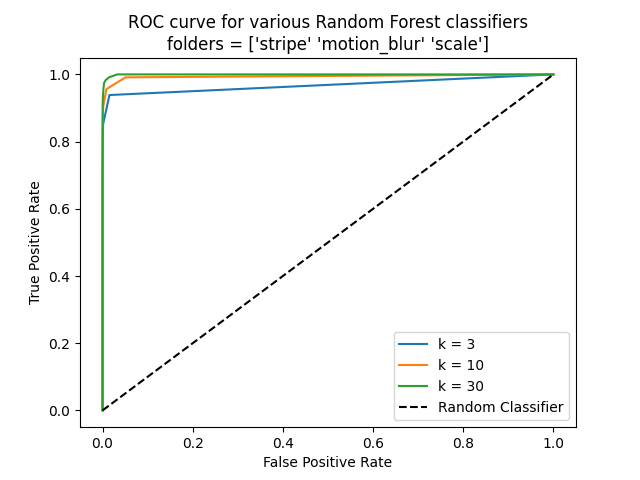 ROC curve for various Random Forest classifiers
folders = ['stripe' 'motion_blur' 'scale']
True Positive Rate
1.0
0.8
0.6
0.4
0.2
0.0
k = 3
k = 10
k = 30
Random Classifier
0.0 0.2 0.4 0.6 0.8 1.0
False Positive Rate